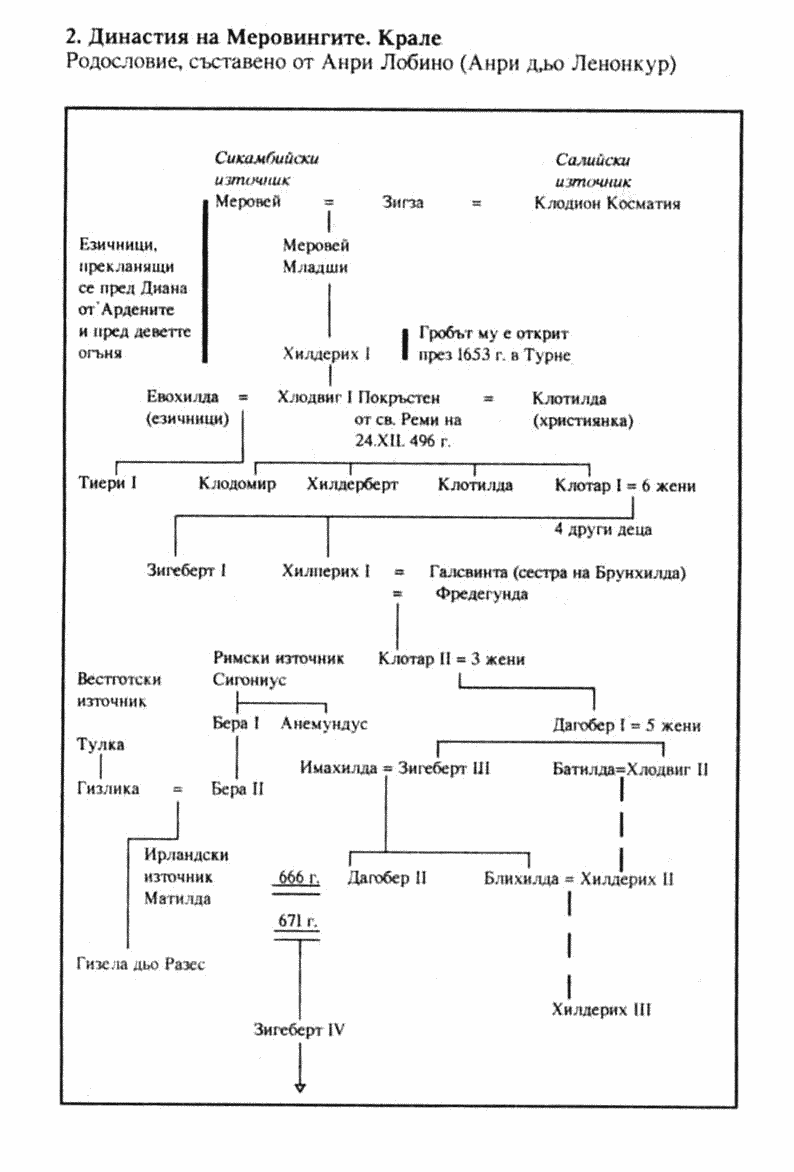 2. Династия на Меровингите. Крале
Родословие, съставено от Анри Лобино (Анри д,ьо Ленонкур)
Сикамбийски източник
Салийски източник
Меровей = Зигза = Клодион Косматия
Езичници,
прекланящи
се пред Диана
от Ардените
и пред деветте
огъня
Меровей
Младши
Хилдерих I
Гробът му е открит
през 1653 г. в Турне
Евохилда = Хлодвиг I Покръстен = Клотилда
(езичници) от св. Реми на (християнка)
24.XII. 496 г.
Тиери I Клодомир Хилдерберт Клотилда Клотар I = 6 жени
4 други деца
Зигеберт I Хилперих I = Галсвинта (сестра на Брунхилда)
= Фредегунда
Римски източник Клотар II = 3 жени
Вестготски Сигониус
източник
Бера I Анемундус Дагобер I = 5 жени
Тулка
Имахилда = Зигеберт III Батилда=Хлодвиг II
Гизлика = Бера II
Ирландски
източник
Матилда
666 г. Дагобер II Блихилда = Хилдерих II
671 г.
Гизела дьо Разес
Хилдерих III
Зигеберт IV